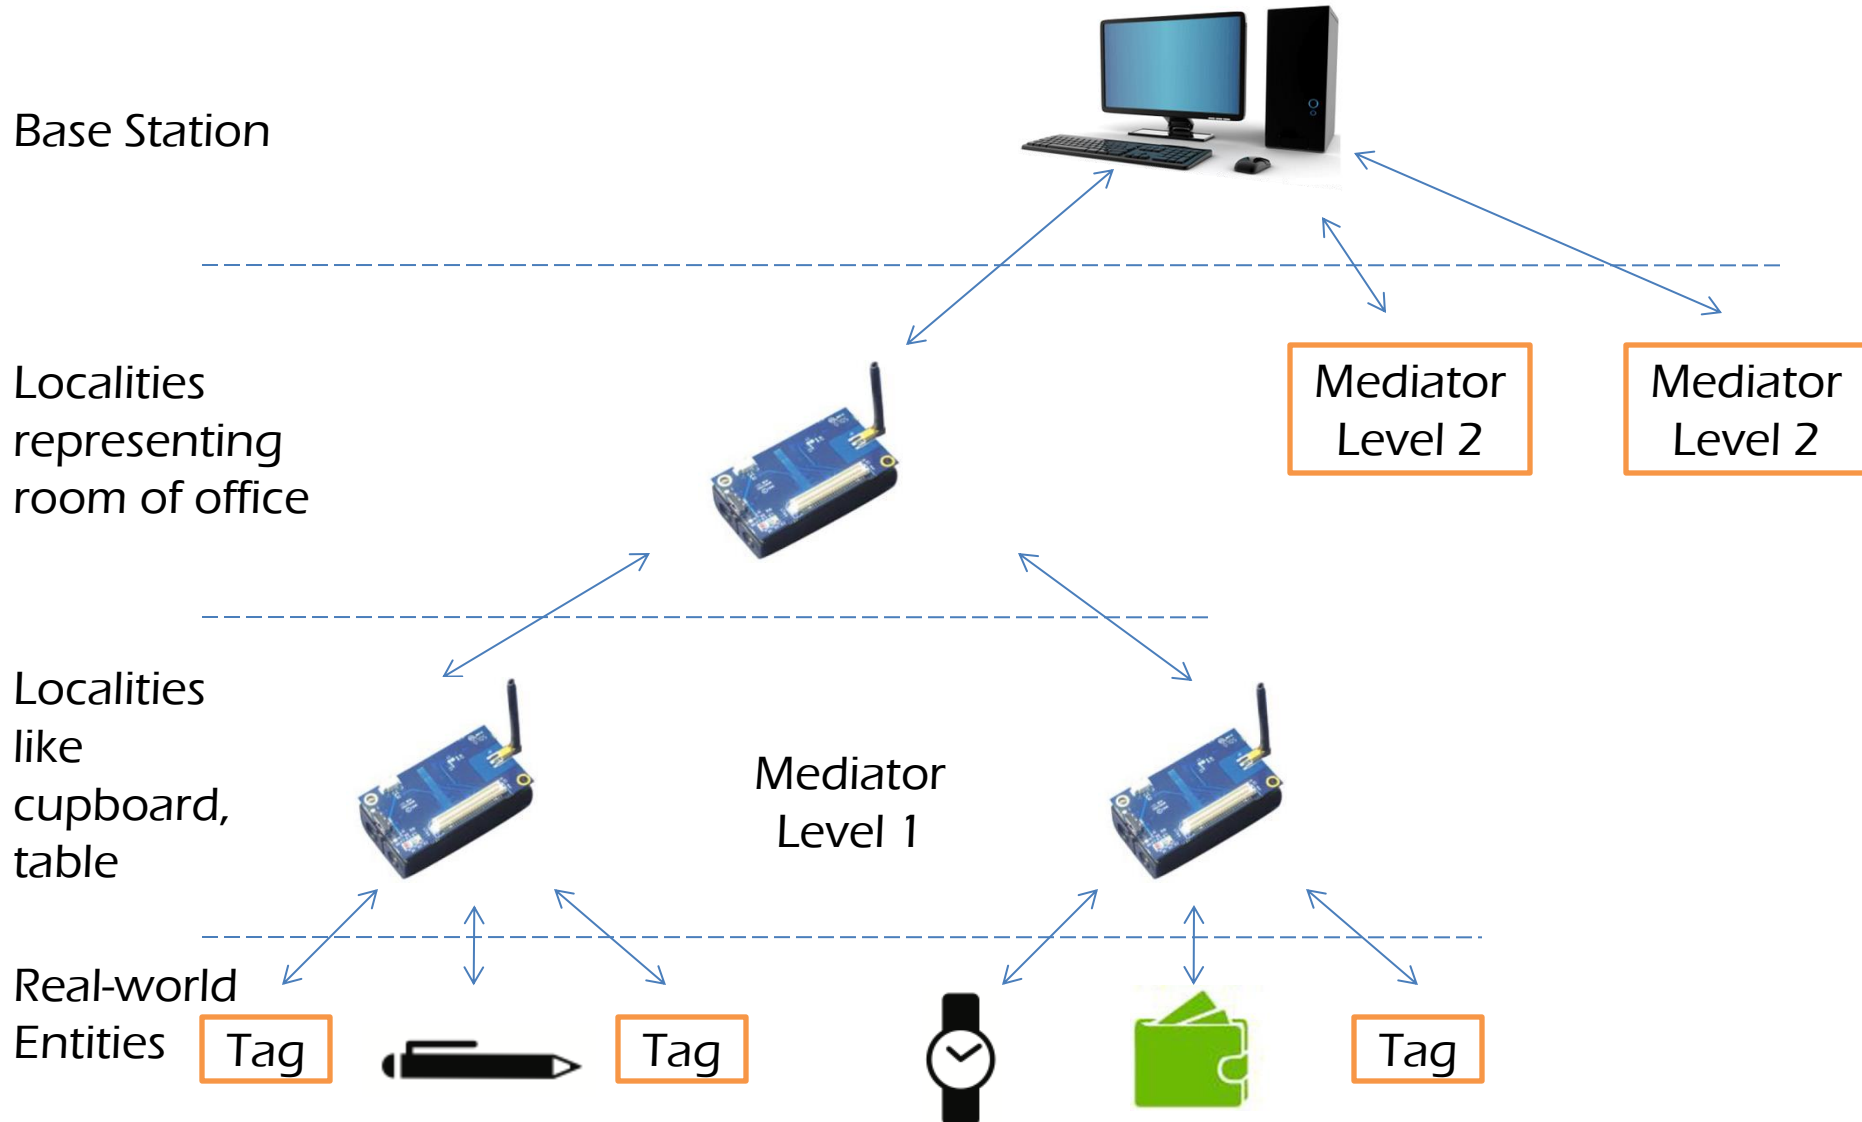 Base Station
Localities
representing
room of office
Mediator
Level 2
Mediator
Level 2
Localities
like
cupboard,
table
Mediator
Level 1
Real-world
Entities
Tag
Tag
Tag